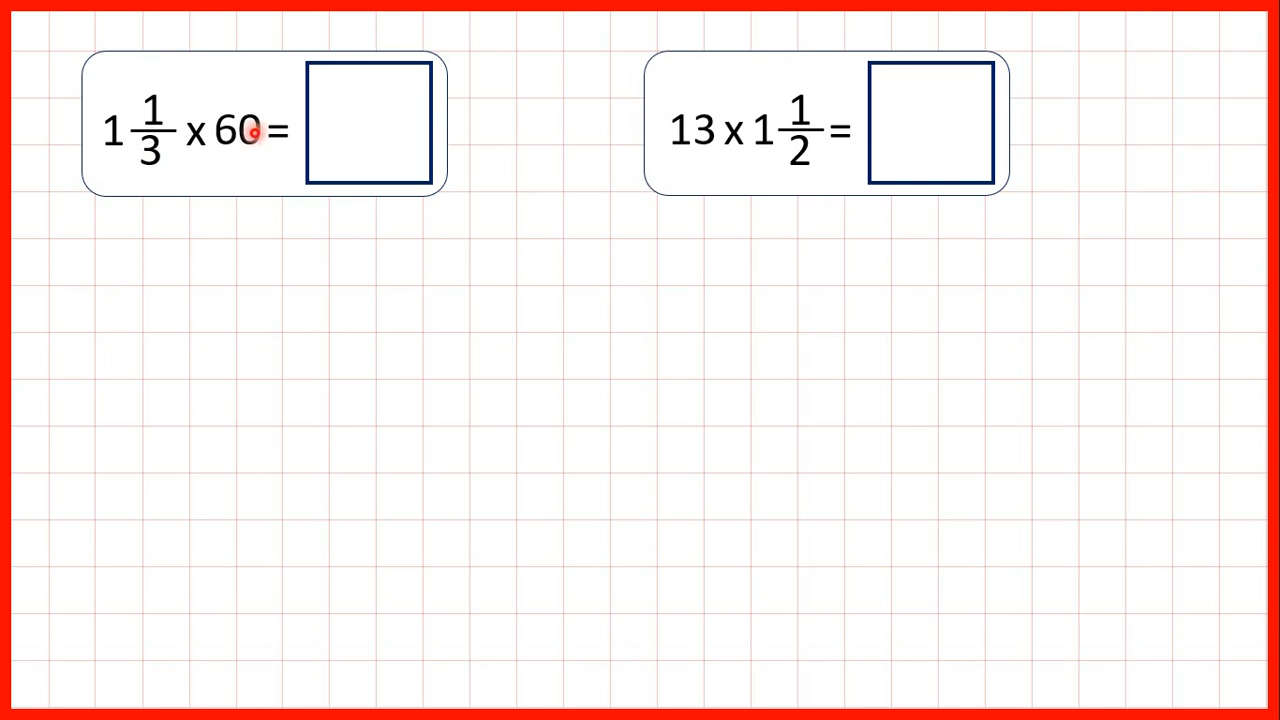 1 1/3 x 60 =
13 x 1 1/2 =